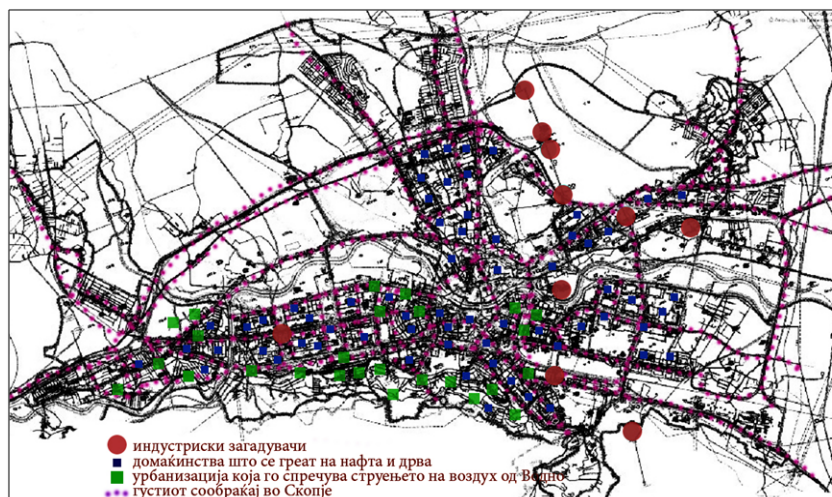 индустриски загадувачи
домаќинства што се греат на нафта и дрва
урбанизација која го спречува струењето на воздух од Водно
густиот сообраќај во Скопје